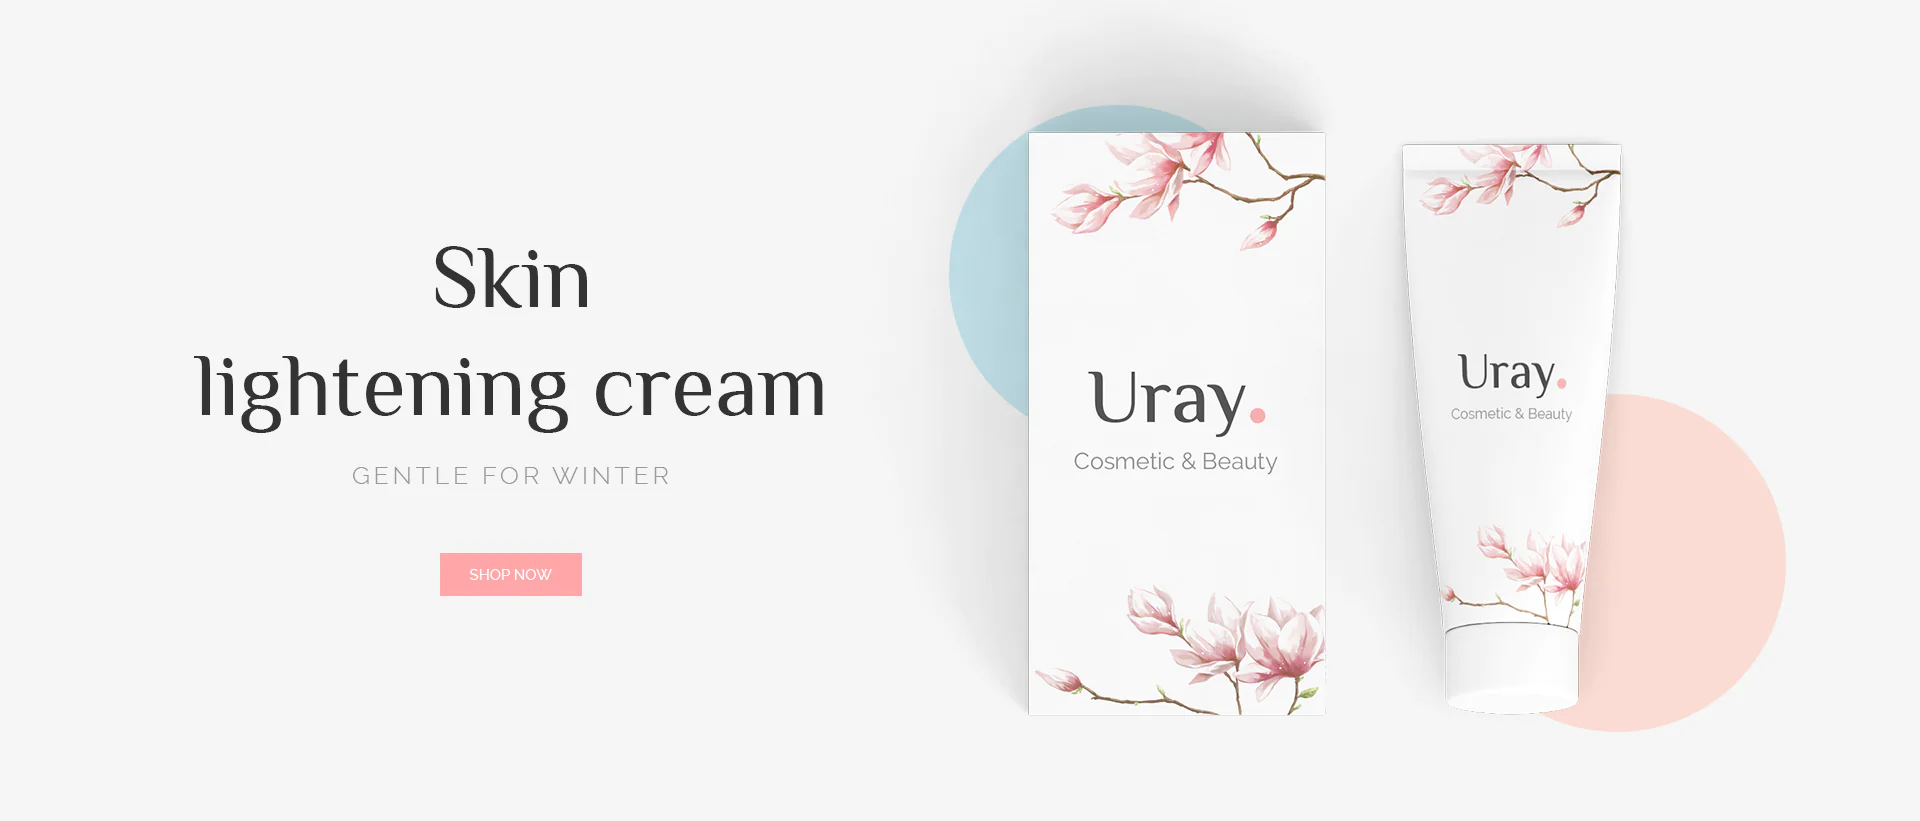 Skin
lightening cream
GENTLE FOR WINTER
SHOP NOW
Uray.
Cosmetic & Beauty
Uray.
Cosmetic & Beauty